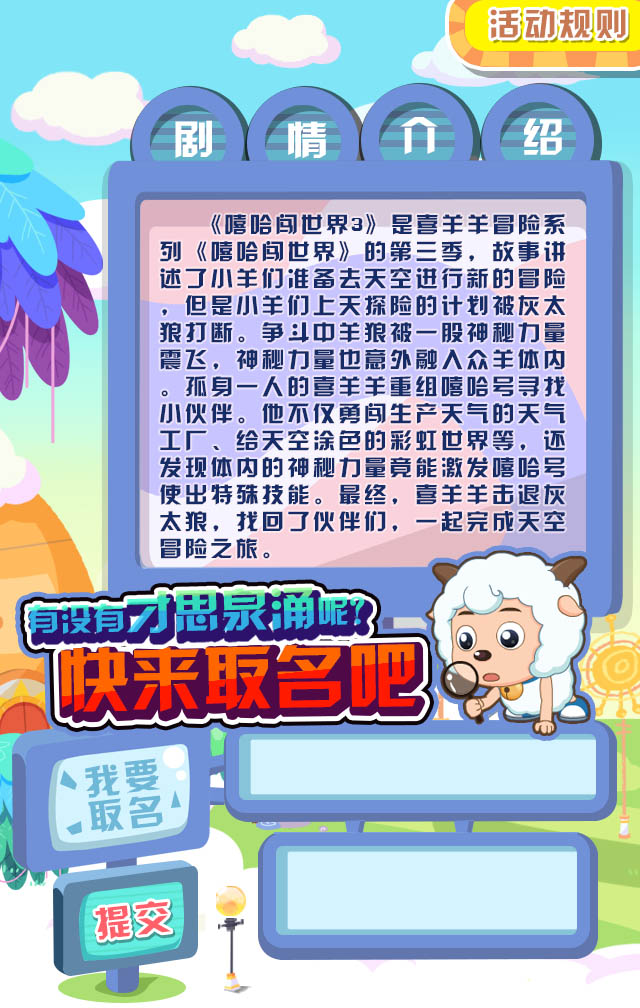 活动规则
剧情介绍
《嘻哈闯世界3》是喜羊羊冒险系
列《嘻哈闯世界》的第三季，故事讲
述了小羊们准备去天空进行新的冒险
，但是小羊们上天探险的计划被灰太
狼打断。争斗中羊狼被一股神秘力量
震飞，神秘力量也意外融入众羊体内
。孤身一人的喜羊羊重组嘻哈号寻找
小伙伴。他不仅勇闯生产天气的天气
工厂、给天空涂色的彩虹世界等，还
发现体内的神秘力量竟能激发嘻哈号
使出特殊技能。最终，喜羊羊击退灰
太狼，找回了伙伴们，一起完成天空
冒险之旅。
有没有才思泉涌呢?
快来取名吧
我要
取名
提交